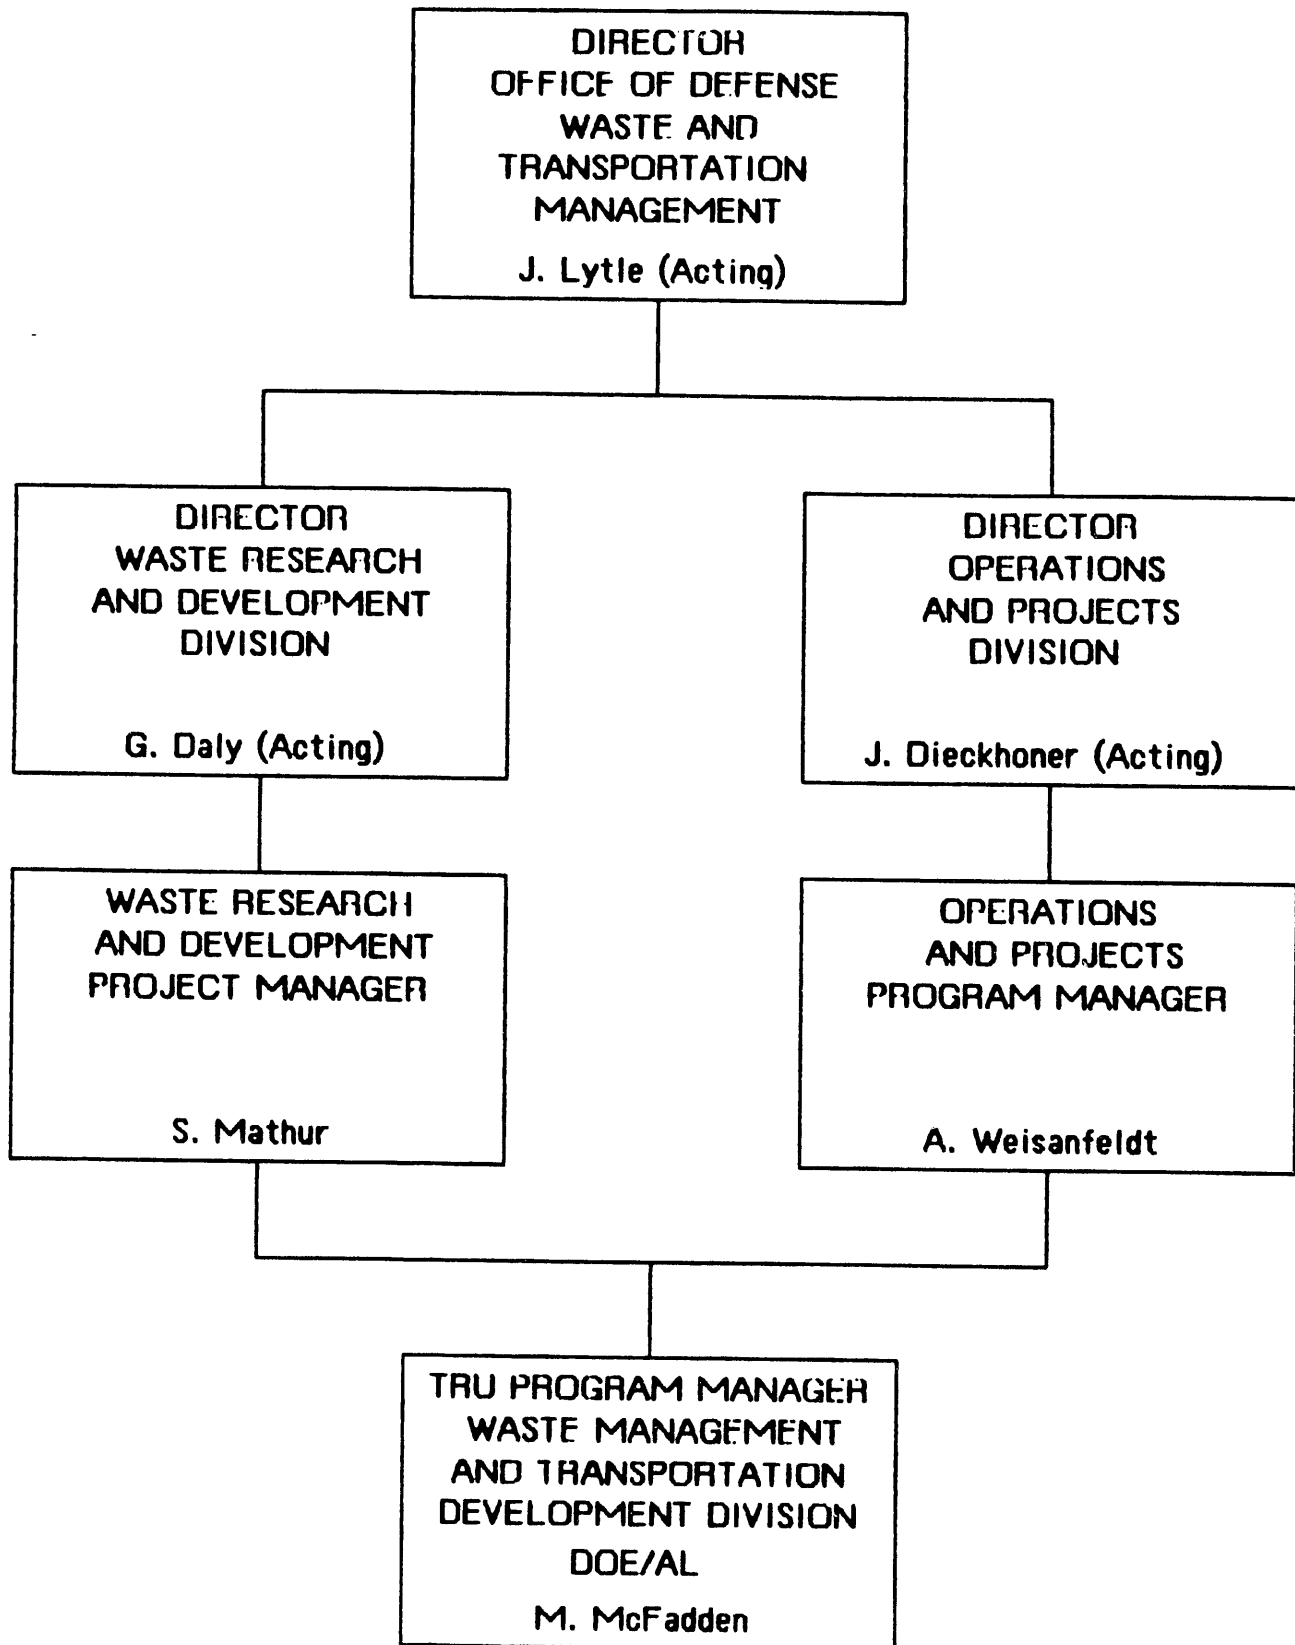 DIRECTOR
OFFICE OF DEFENSE
WASTE AND
TRANSPORTATION
MANAGEMENT
J. Lytle (Acting)
DIRECTOR
WASTE RESEARCH
AND DEVELOPMENT
DIVISION
G. Daly (Acting)
DIRECTOR
OPERATIONS
AND PROJECTS
DIVISION
J. Dieckhoner (Acting)
WASTE RESEARCH
AND DEVELOPMENT
PROJECT MANAGER
S. Mathur
OPERATIONS
AND PROJECTS
PROGRAM MANAGER
A. Weisanfeldt
TRU PROGRAM MANAGER
WASTE MANAGEMENT
AND TRANSPORTATION
DEVELOPMENT DIVISION
DOE/AL
M. McFadden